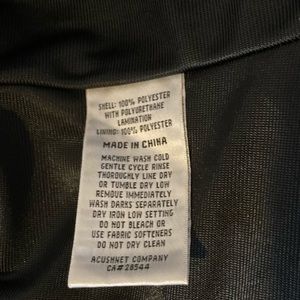 SHELL: 100% POLYESTER
WITH POLYURETHANE
LAMINATION
LINING: 100% POLYESTER
MADE IN CHINA
MACHINE WASH COLD
GENTLE CYCLE RINSE
THOROUGHLY LINE DRY
OR TUMBLE DRY LOW
REMOVE IMMEDIATELY
WASH DARKS SEPARATELY
DRY IRON LOW SETTING
DO NOT BLEACH OR
USE FABRIC SOFTENERS
DO NOT DRY CLEAN
ACUSHNET COMPANY
CA#28544